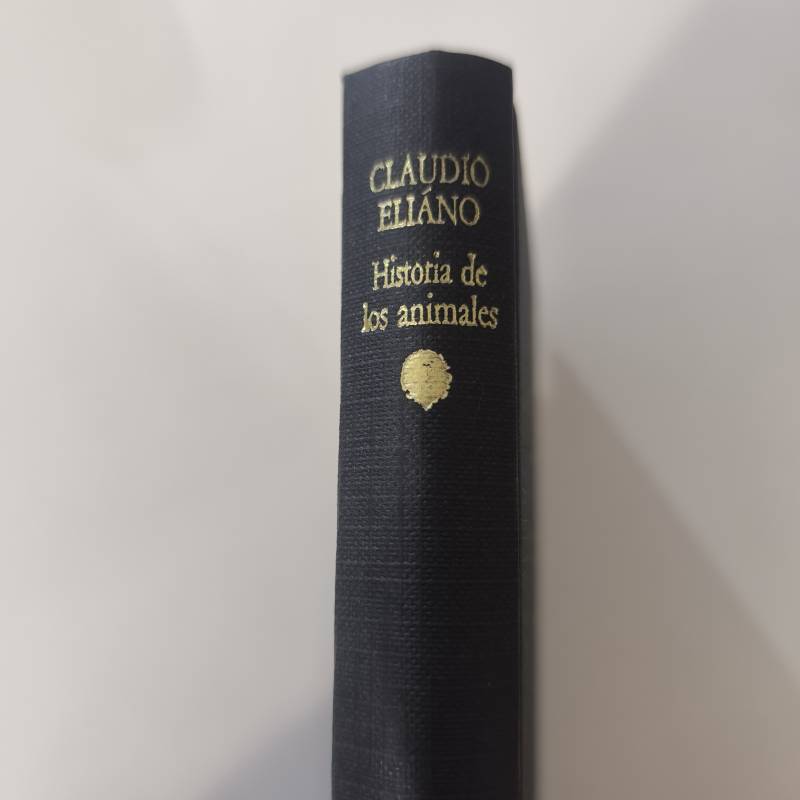 CLAUDIO
ELIÁNO
Historia de
los animales